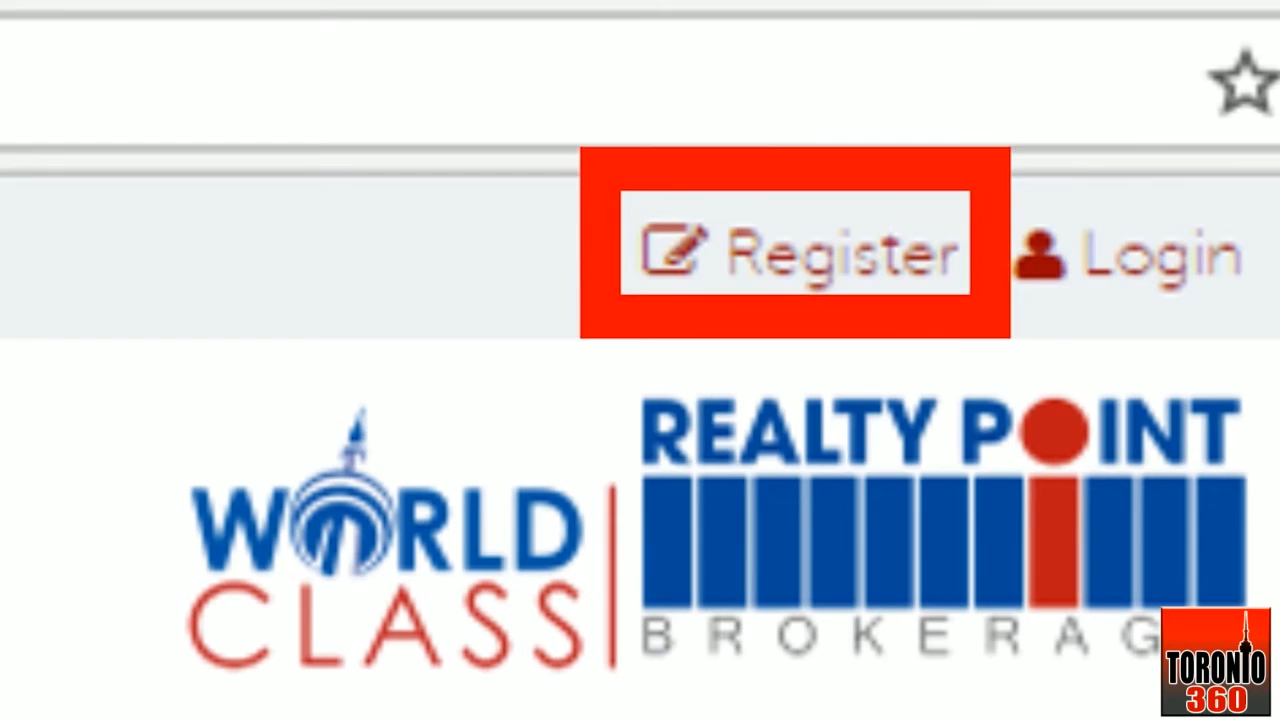 Register Login
REALTY POINT
WORLD
CLASS
BROKERAG
TORONTO
360